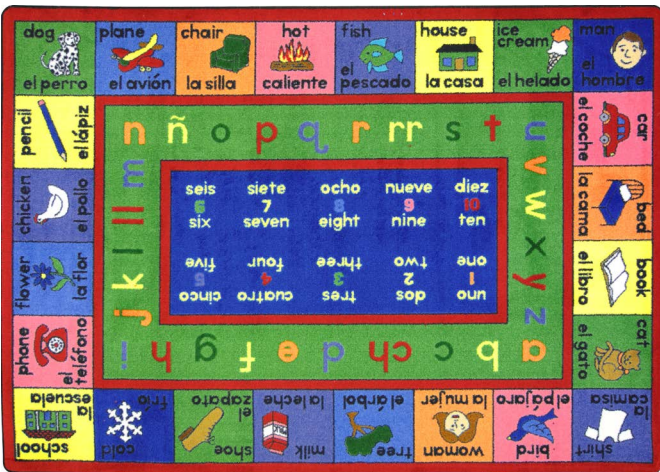 dog
el perro
plane
el avión
chair
la silla
hot
caliente
fish
el
pescado
house
la casa
ice
cream
el helado
man
el
hombre
car
el coche
bed
la cama
book
el libro
cat
el gato
la
camisa
shirt
el pájaro
bird
la mujer
woman
el árbol
tree
la leche
milk
el
zapato
shoe
frío
cold
la
escuela
school
phone
el
teléfono
flower
la flor
chicken
el pollo
pencil
el lápiz
a b c ch d e f g h i
j k l ll m
n ñ o p q r rr s t u
v w x y z
seis siete ocho nueve diez
6 7 8 9 10
six seven eight nine ten
one two three four five
1 2 3 4 5
uno dos tres cuatro cinco